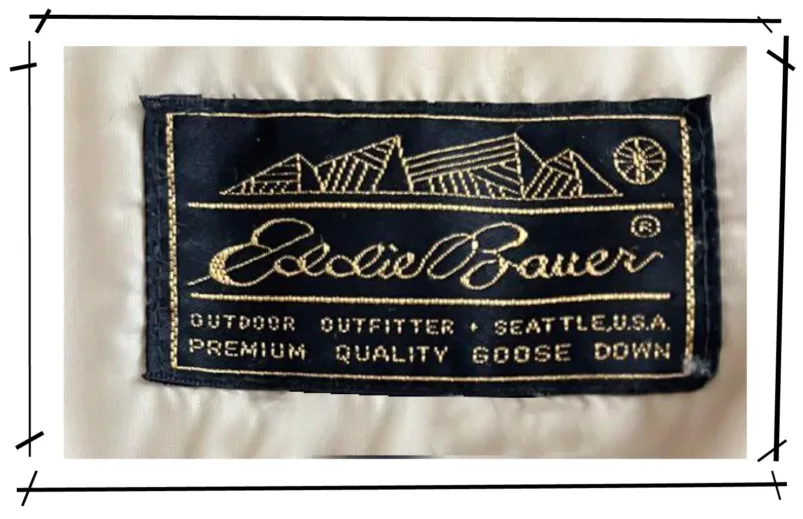 Eddie Bauer ®
OUTDOOR OUTFITTER • SEATTLE, U.S.A.
PREMIUM QUALITY GOOSE DOWN